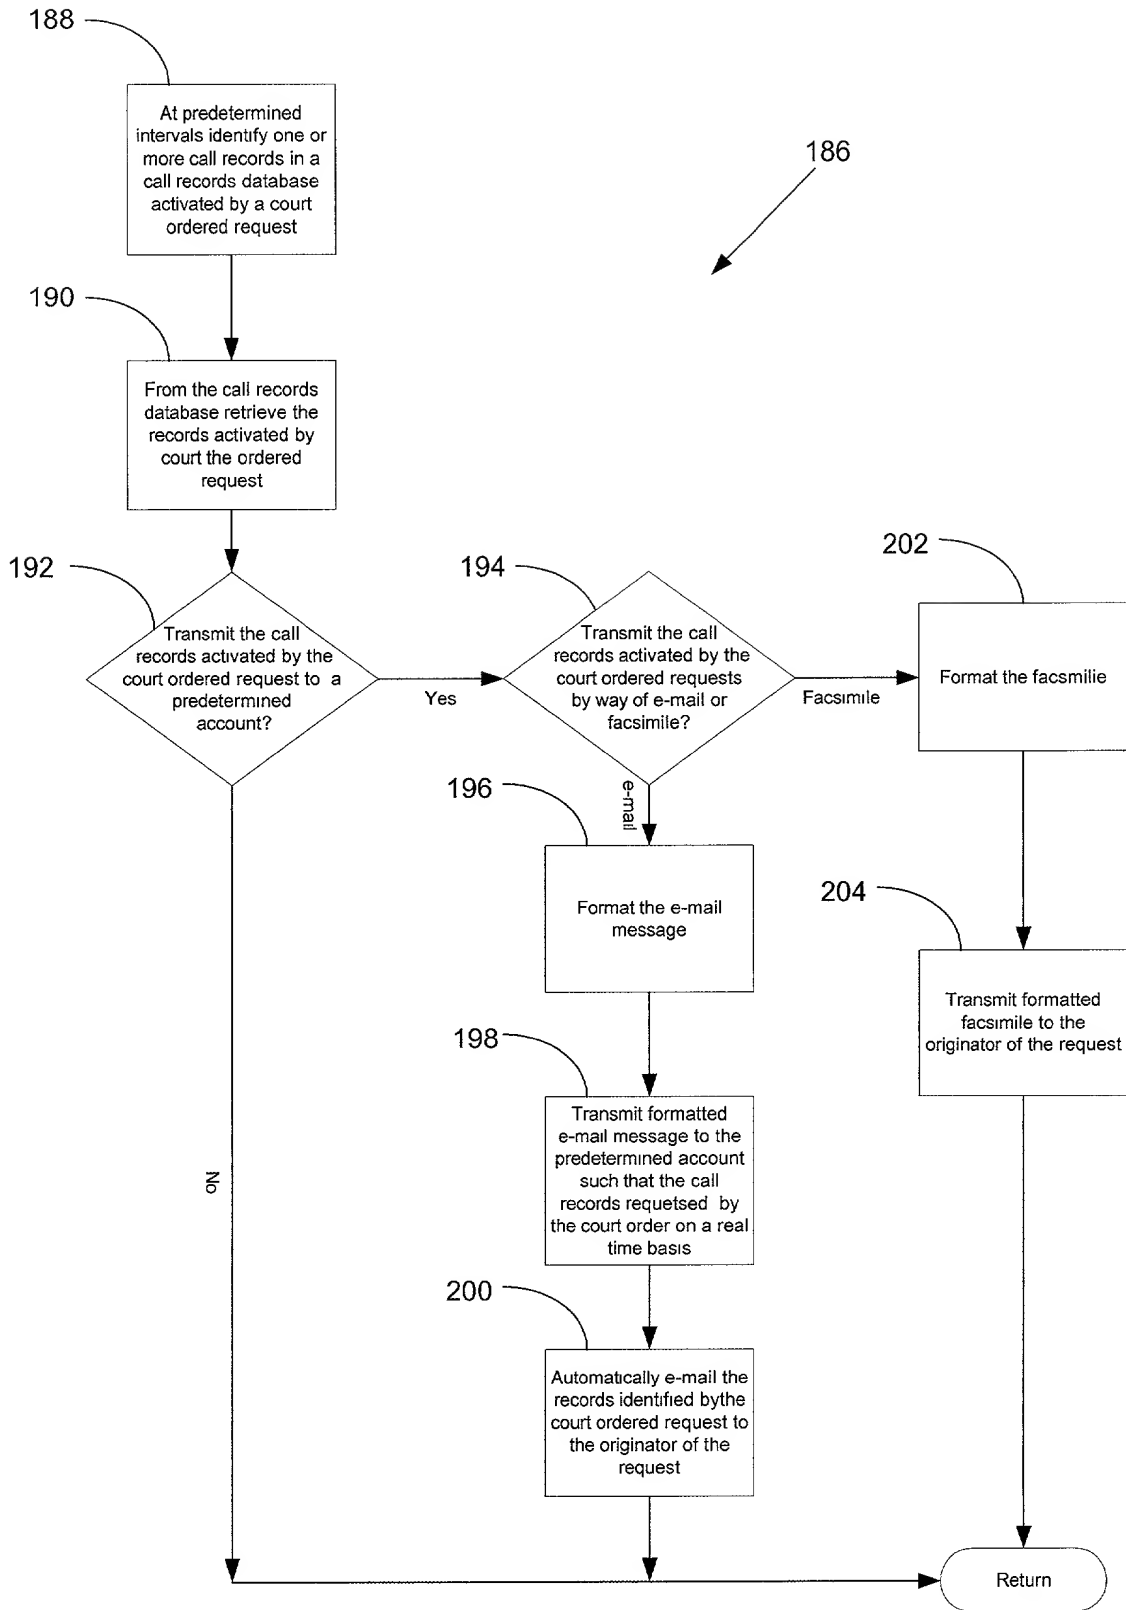 188
At predetermined
intervals identify one or
more call records in a
call records database
activated by a court
ordered request
186
190
From the call records
database retrieve the
records activated by
court the ordered
request
192
Transmit the call
records activated by the
court ordered request to a
predetermined
account?
Yes
194
Transmit the call
records activated by the
court ordered requests
by way of e-mail or
facsimile?
Facsimile
202
Format the facsmilie
e-mail
196
Format the e-mail
message
204
Transmit formatted
facsimile to the
originator of the request
198
Transmit formatted
e-mail message to the
predetermined account
such that the call
records requetsed by
the court order on a real
time basis
No
200
Automatically e-mail the
records identified bythe
court ordered request to
the originator of the
request
Return